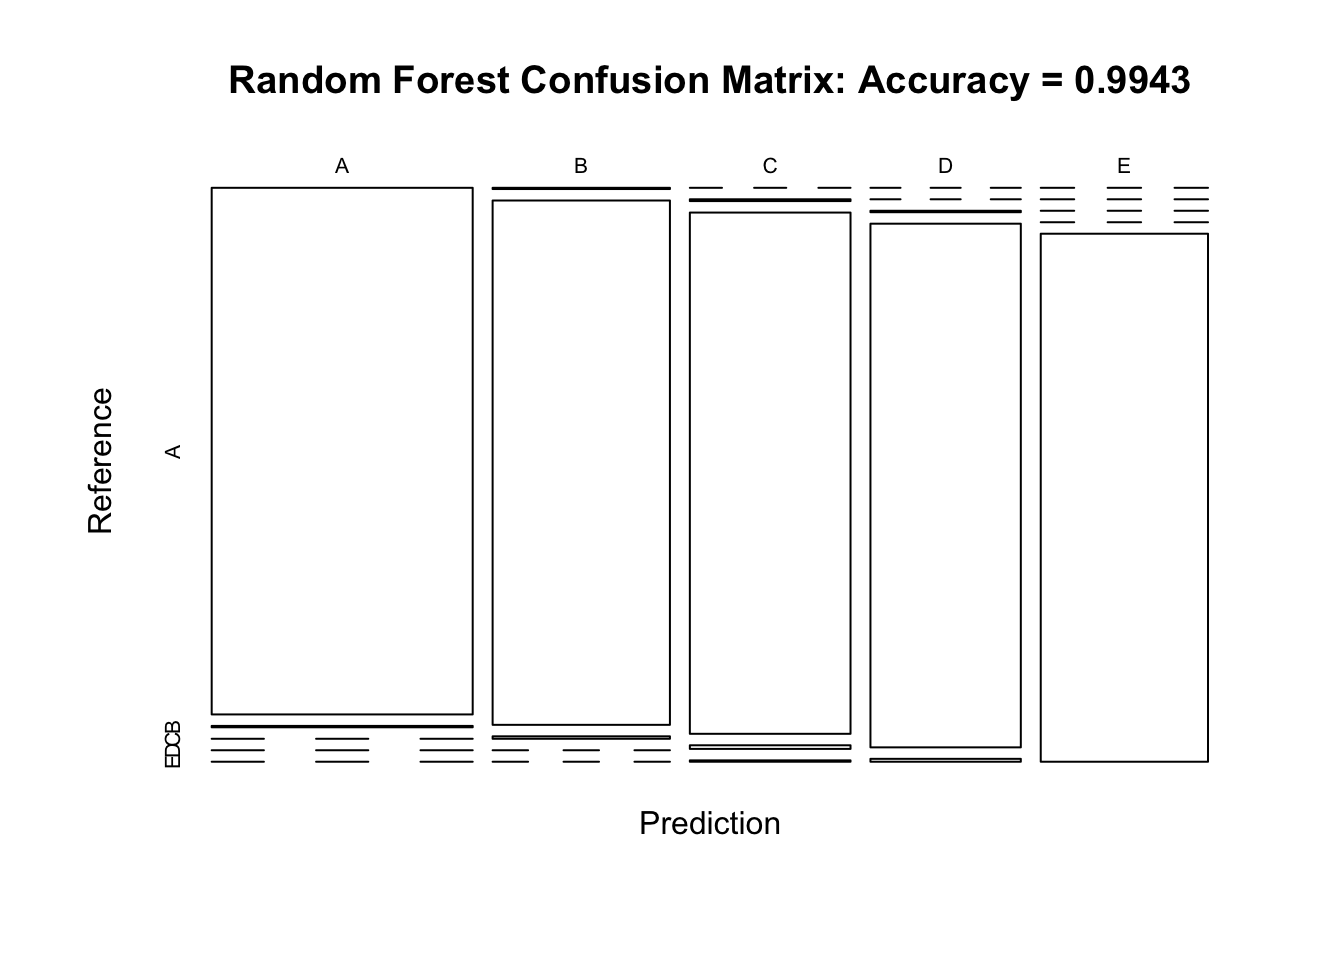 Random Forest Confusion Matrix: Accuracy = 0.9943
A B C D E
Reference
A
EDCB
Prediction